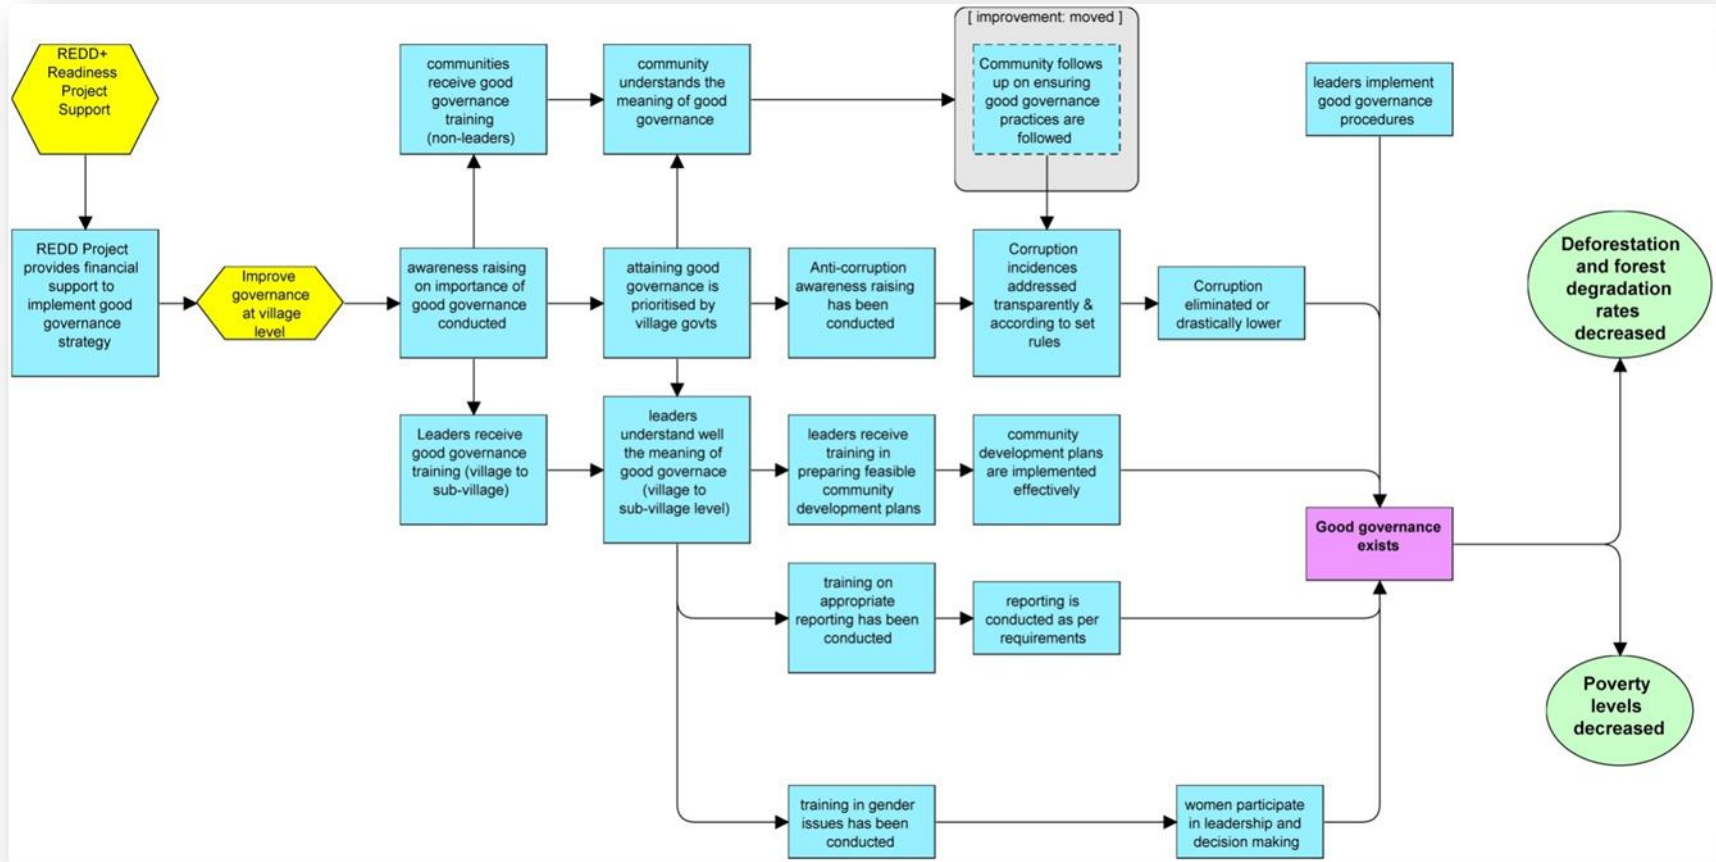 [ improvement: moved ]
REDD+
Readiness
Project
Support
communities
receive good
governance
training
(non-leaders)
community
understands the
meaning of good
governance
Community follows
up on ensuring
good governance
practices are
followed
leaders implement
good governance
procedures
REDD Project
provides financial
support to
implement good
governance
strategy
Improve
governance
at village
level
awareness raising
on importance of
good governance
conducted
attaining good
governance is
prioritised by
village govts
Anti-corruption
awareness raising
has been
conducted
Corruption
incidences
addressed
transparently &
according to set
rules
Corruption
eliminated or
drastically lower
Deforestation
and forest
degradation
rates
decreased
Leaders receive
good governance
training (village to
sub-village)
leaders
understand well
the meaning of
good governace
(village to
sub-village level)
leaders receive
training in
preparing feasible
community
development plans
community
development plans
are implemented
effectively
Good governance
exists
training on
appropriate
reporting has been
conducted
reporting is
conducted as per
requirements
Poverty
levels
decreased
training in gender
issues has been
conducted
women participate
in leadership and
decision making